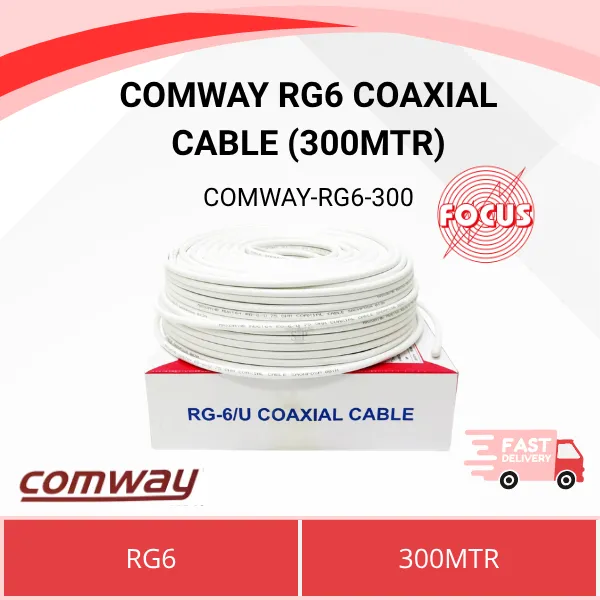 COMWAY RG6 COAXIAL
CABLE (300MTR)
COMWAY-RG6-300
FOCUS
RG-6/U COAXIAL CABLE
FAST
DELIVERY
comway
RG6
300MTR